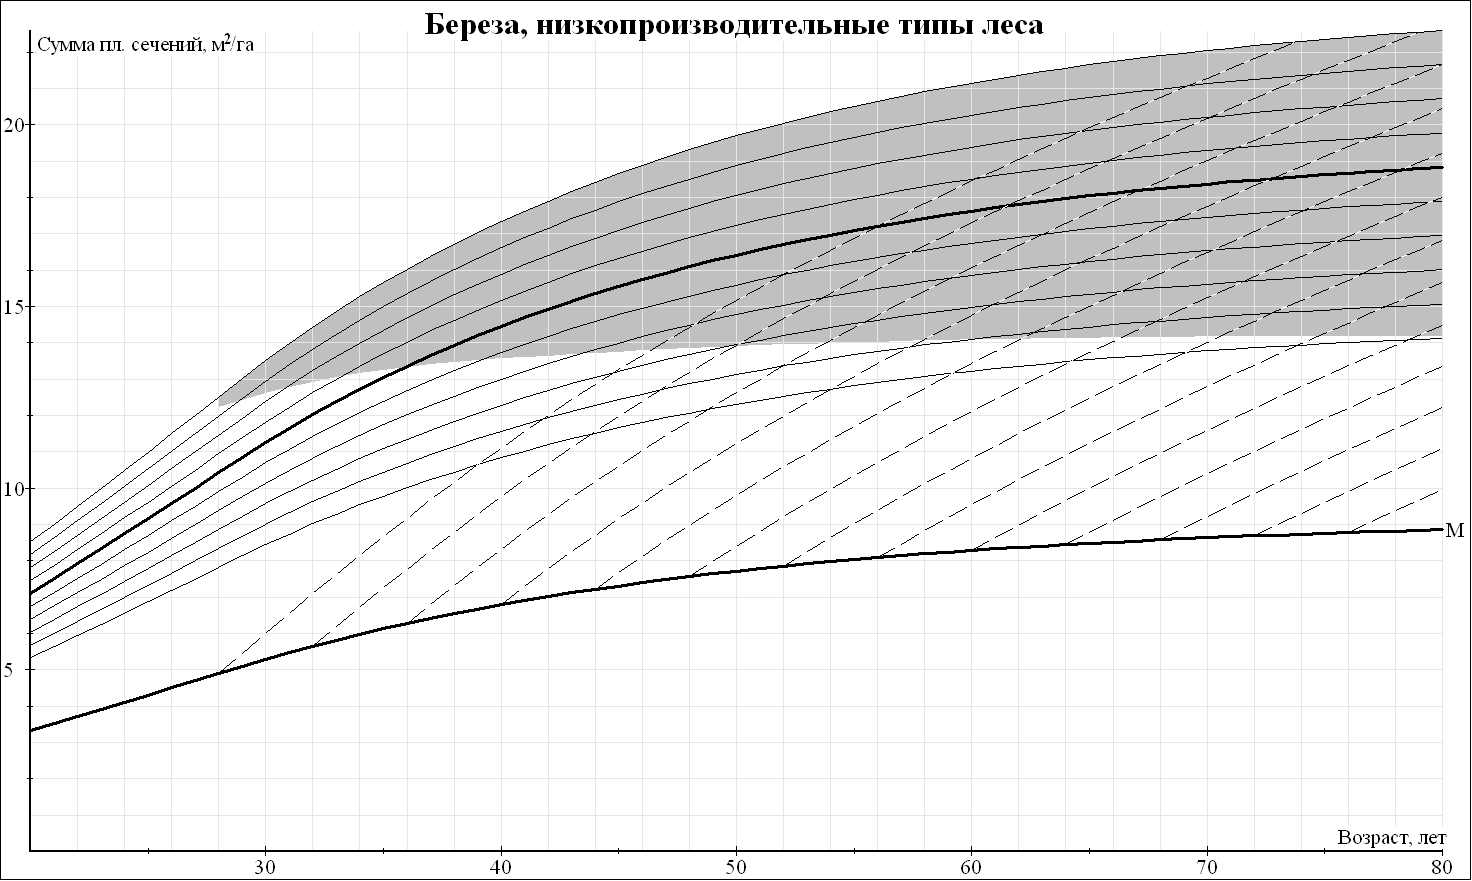 Береза, низкопроизводительные типы леса
Сумма пл. сечений, м²/га
20
15
10
5
М
Возраст, лет
30 40 50 60 70 80